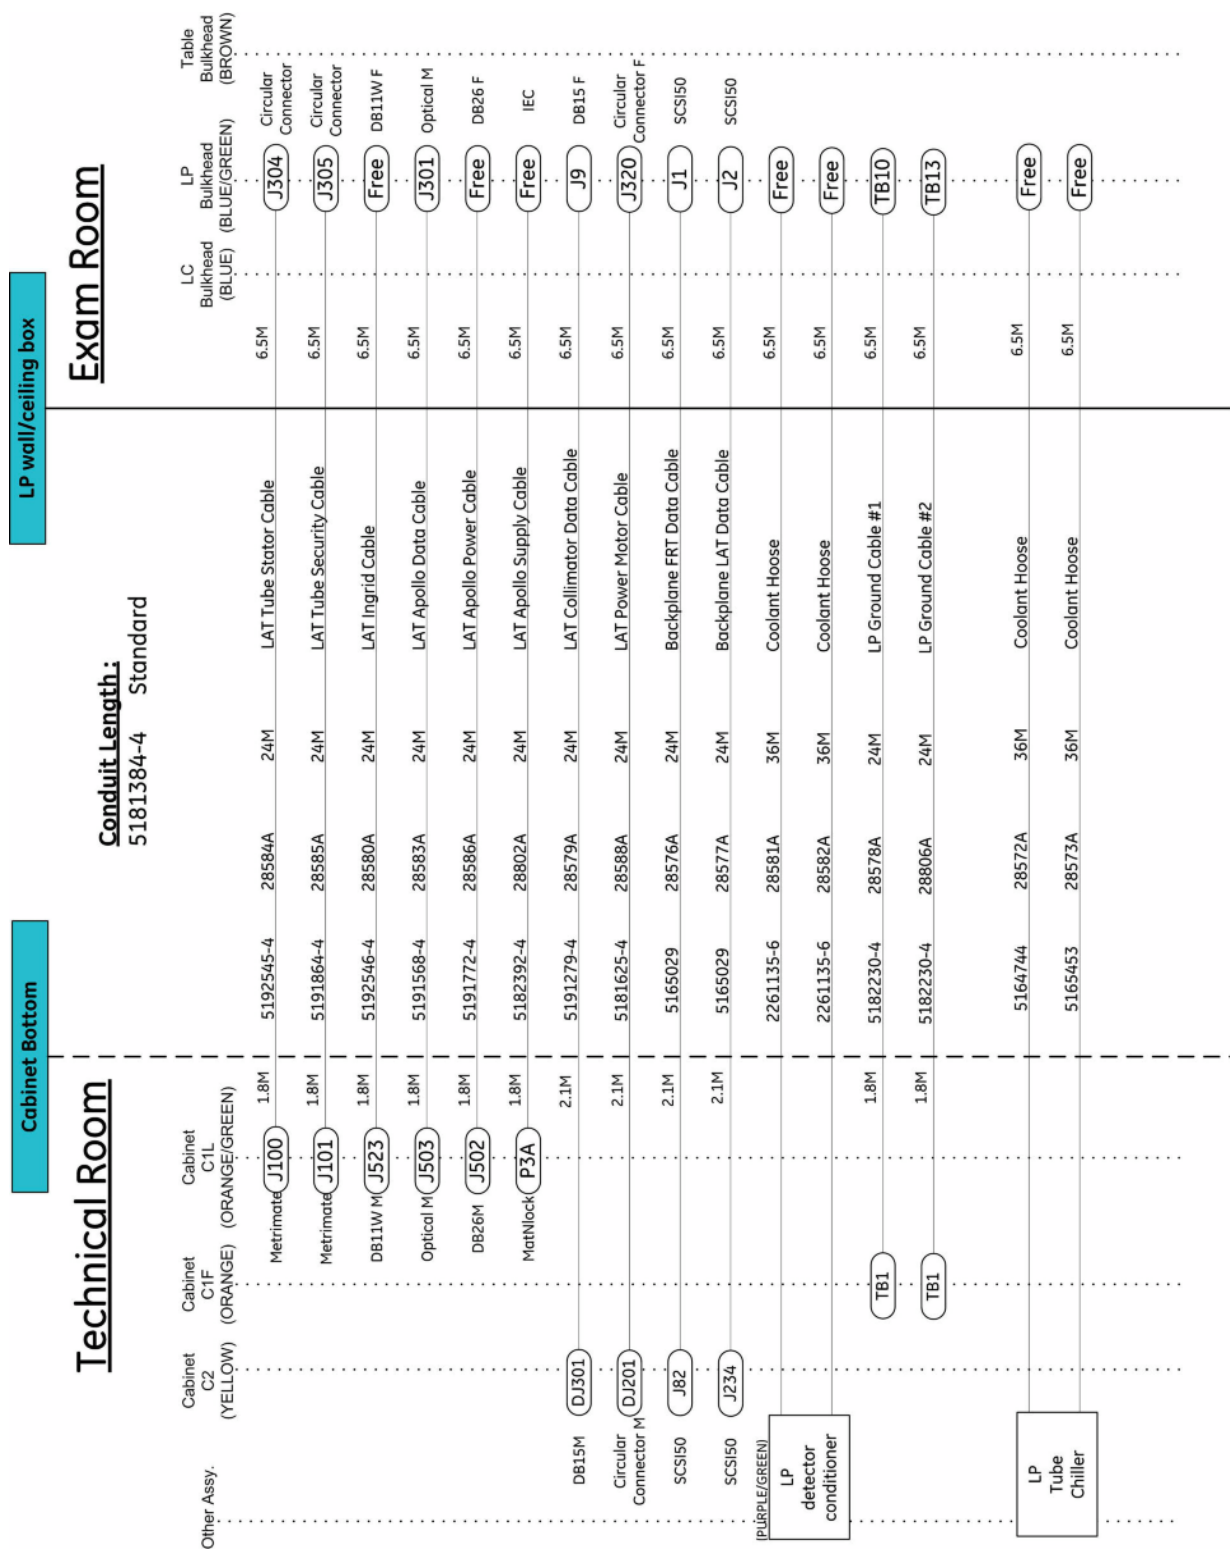 Cabinet Bottom
LP wall/ceiling box
Technical Room
Conduit Length :
5181384-4 Standard
Exam Room
Other Assy.
Cabinet
C2
(YELLOW)
Cabinet
C1F
(ORANGE)
Cabinet
C1L
(ORANGE/GREEN)
LC
Bulkhead
(BLUE)
LP
Bulkhead
(BLUE/GREEN)
Table
Bulkhead
(BROWN)
Metrimate J100 1.8M 5192545-4 28584A 24M LAT Tube Stator Cable 6.5M J304 Circular
Connector
Metrimate J101 1.8M 5191864-4 28585A 24M LAT Tube Security Cable 6.5M J305 Circular
Connector
DB11W M J523 1.8M 5192546-4 28580A 24M LAT Ingrid Cable 6.5M Free DB11W F
Optical M J503 1.8M 5191568-4 28583A 24M LAT Apollo Data Cable 6.5M J301 Optical M
DB26M J502 1.8M 5191772-4 28586A 24M LAT Apollo Power Cable 6.5M Free DB26 F
MatNlock P3A 1.8M 5182392-4 28802A 24M LAT Apollo Supply Cable 6.5M Free IEC
DB15M DJ301 2.1M 5191279-4 28579A 24M LAT Collimator Data Cable 6.5M J9 DB15 F
Circular
Connector M DJ201 2.1M 5181625-4 28588A 24M LAT Power Motor Cable 6.5M J320 Circular
Connector F
SCSI50 J82 2.1M 5165029 28576A 24M Backplane FRT Data Cable 6.5M J1 SCSI50
SCSI50 J234 2.1M 5165029 28577A 24M Backplane LAT Data Cable 6.5M J2 SCSI50
(PURPLE/GREEN)
LP
detector
conditioner
2261135-6 28581A 36M Coolant Hoose 6.5M Free
2261135-6 28582A 36M Coolant Hoose 6.5M Free
TB1 1.8M 5182230-4 28578A 24M LP Ground Cable #1 6.5M TB10
TB1 1.8M 5182230-4 28806A 24M LP Ground Cable #2 6.5M TB13
LP
Tube
Chiller
5164744 28572A 36M Coolant Hoose 6.5M Free
5165453 28573A 36M Coolant Hoose 6.5M Free